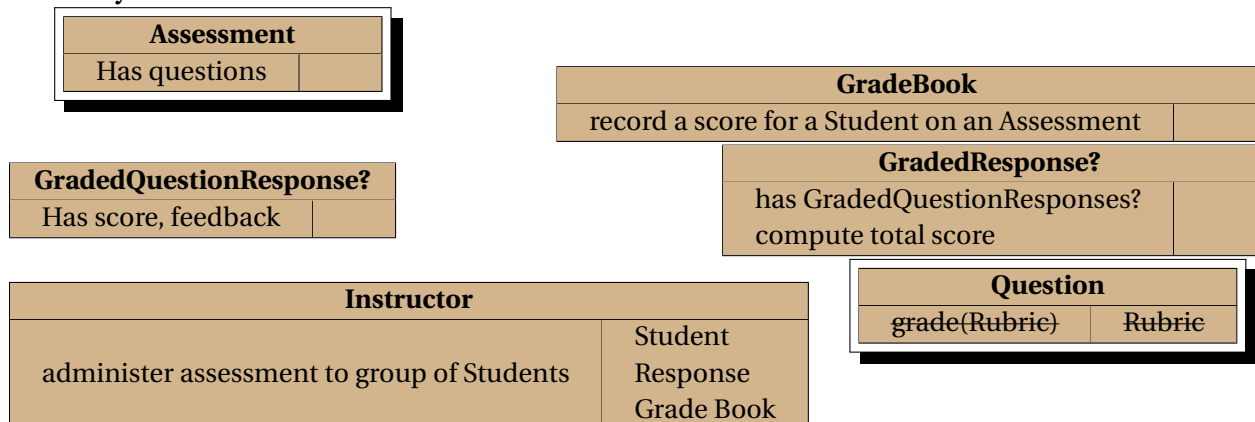 Assessment
Has questions
GradeBook
record a score for a Student on an Assessment
GradedResponse?
GradedQuestionResponse?
has GradedQuestionResponses?
Has score, feedback
compute total score
Question
grade(Rubric) Rubric
Instructor
Student
administer assessment to group of Students Response
Grade Book